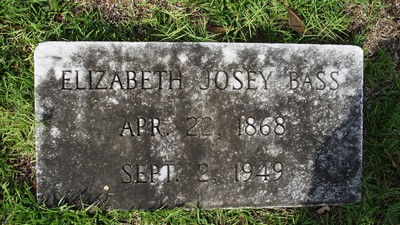 ELIZABETH JOSEY BASS
APR. 22, 1868
SEPT. 2, 1949